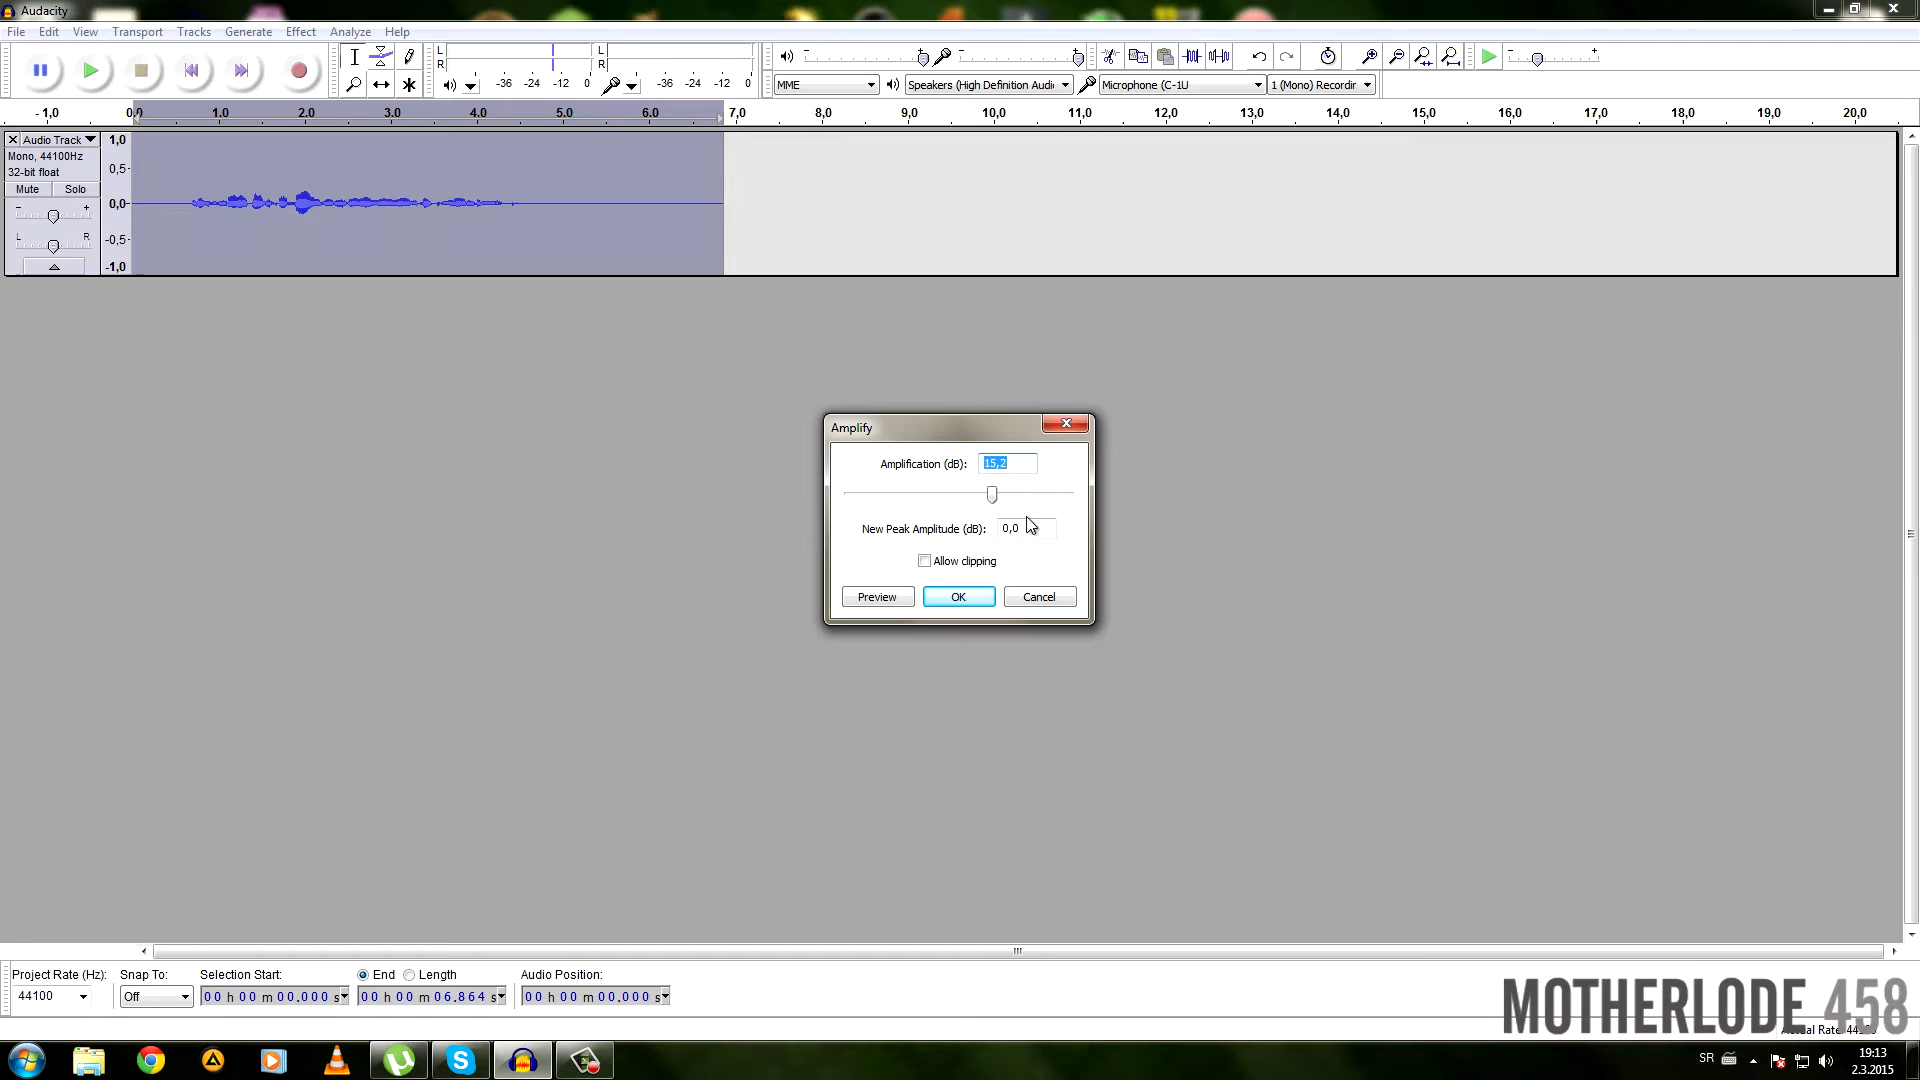 Audacity
File Edit View Transport Tracks Generate Effect Analyze Help
L
R
-36 -24 -12 0
L
R
-36 -24 -12 0
MME
Speakers (High Definition Audi
Microphone (C-1U
1 (Mono) Recordir
- 1,0 0,0 1,0 2,0 3,0 4,0 5,0 6,0 7,0 8,0 9,0 10,0 11,0 12,0 13,0 14,0 15,0 16,0 17,0 18,0 19,0 20,0
Audio Track
Mono, 44100Hz
32-bit float
Mute Solo
- +
L R
1,0
0,5
0,0
-0,5
-1,0
Amplify
Amplification (dB): 15,2
New Peak Amplitude (dB): 0,0
Allow clipping
Preview OK Cancel
Project Rate (Hz): Snap To: Selection Start: End Length Audio Position:
44100 Off 00 h 00 m 00.000 s 00 h 00 m 06.864 s 00 h 00 m 00.000 s
MOTHERLODE 458
SR
19:13
2.3.2015